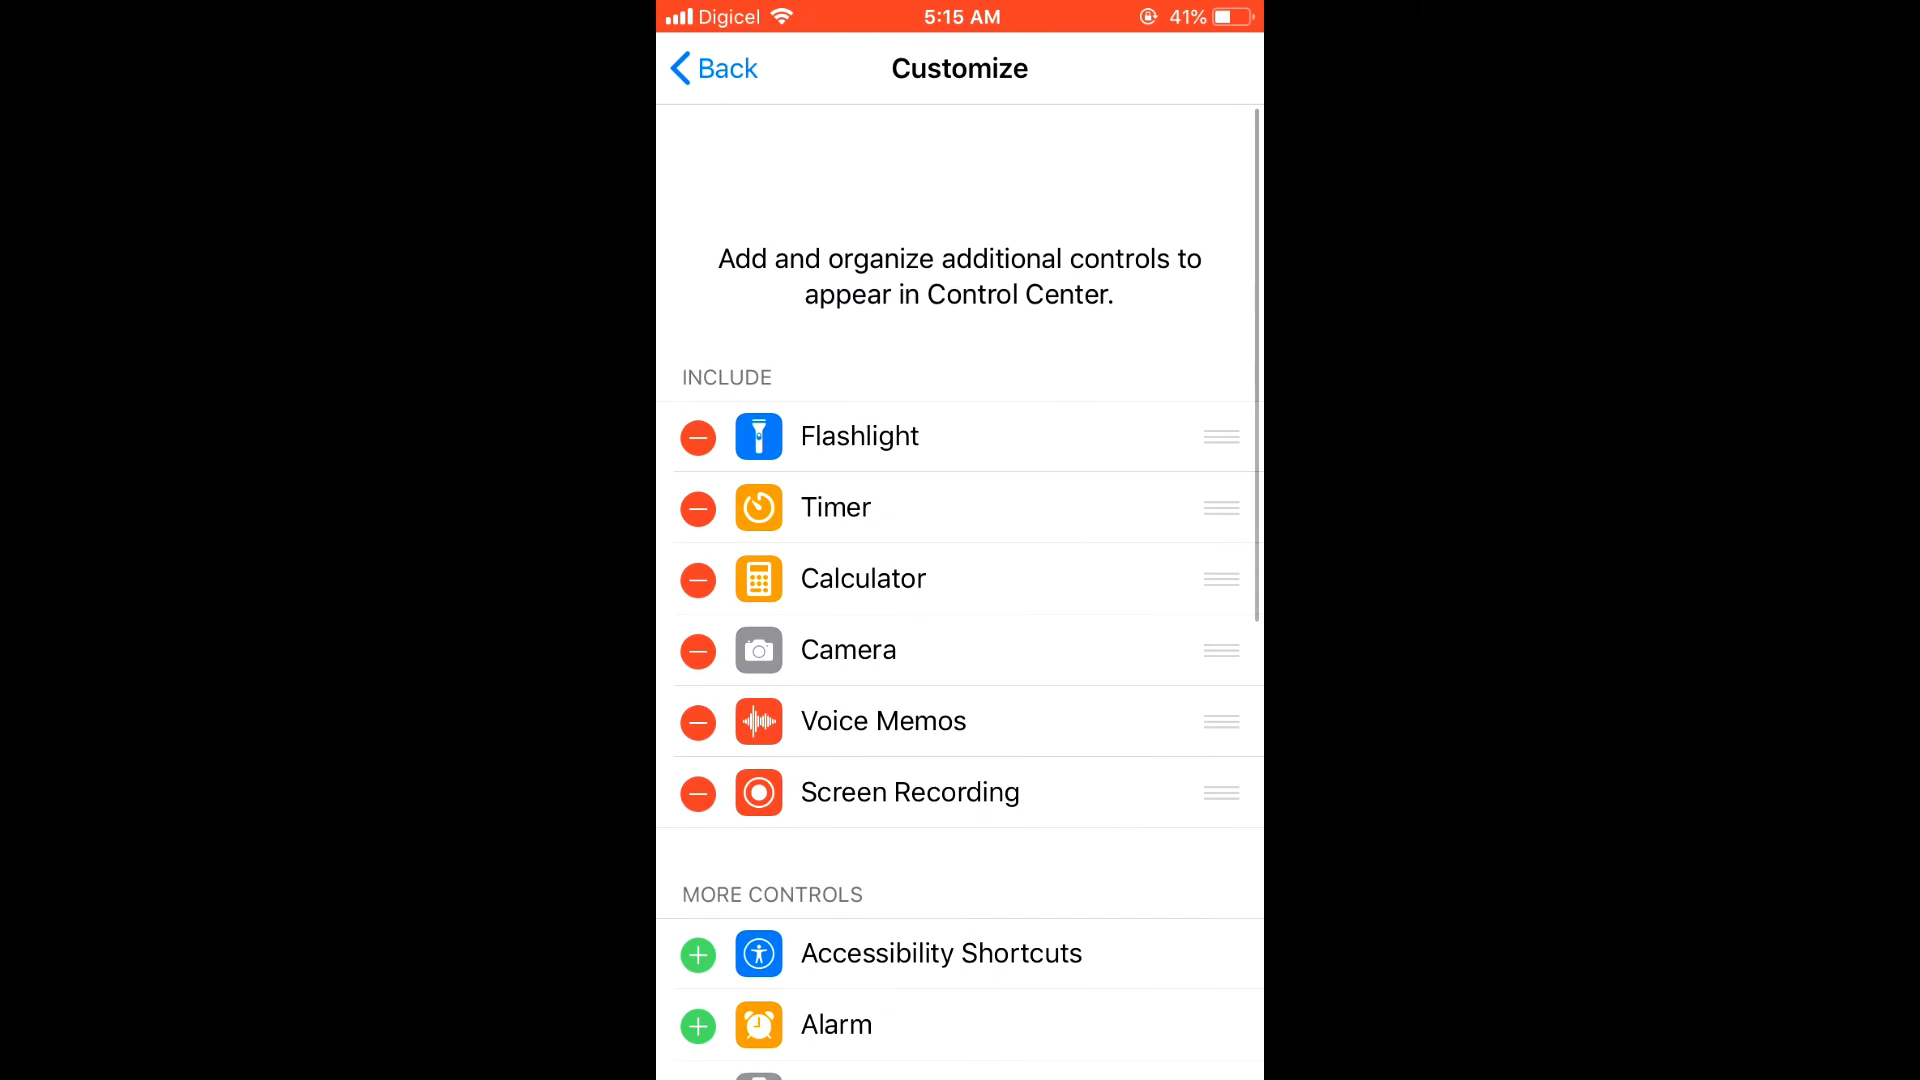 Digicel 5:15 AM 41%
Back Customize
Add and organize additional controls to
appear in Control Center.
INCLUDE
Flashlight
Timer
Calculator
Camera
Voice Memos
Screen Recording
MORE CONTROLS
Accessibility Shortcuts
Alarm